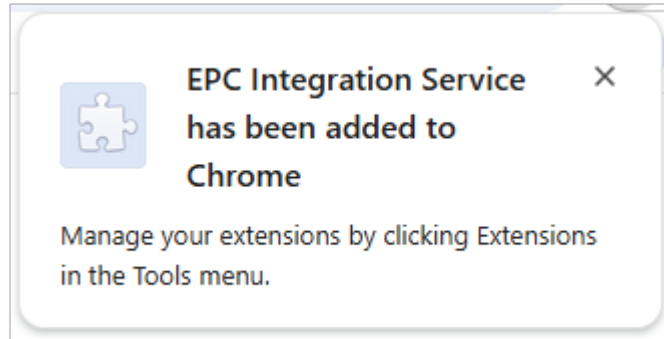 EPC Integration Service
has been added to
Chrome
Manage your extensions by clicking Extensions
in the Tools menu.